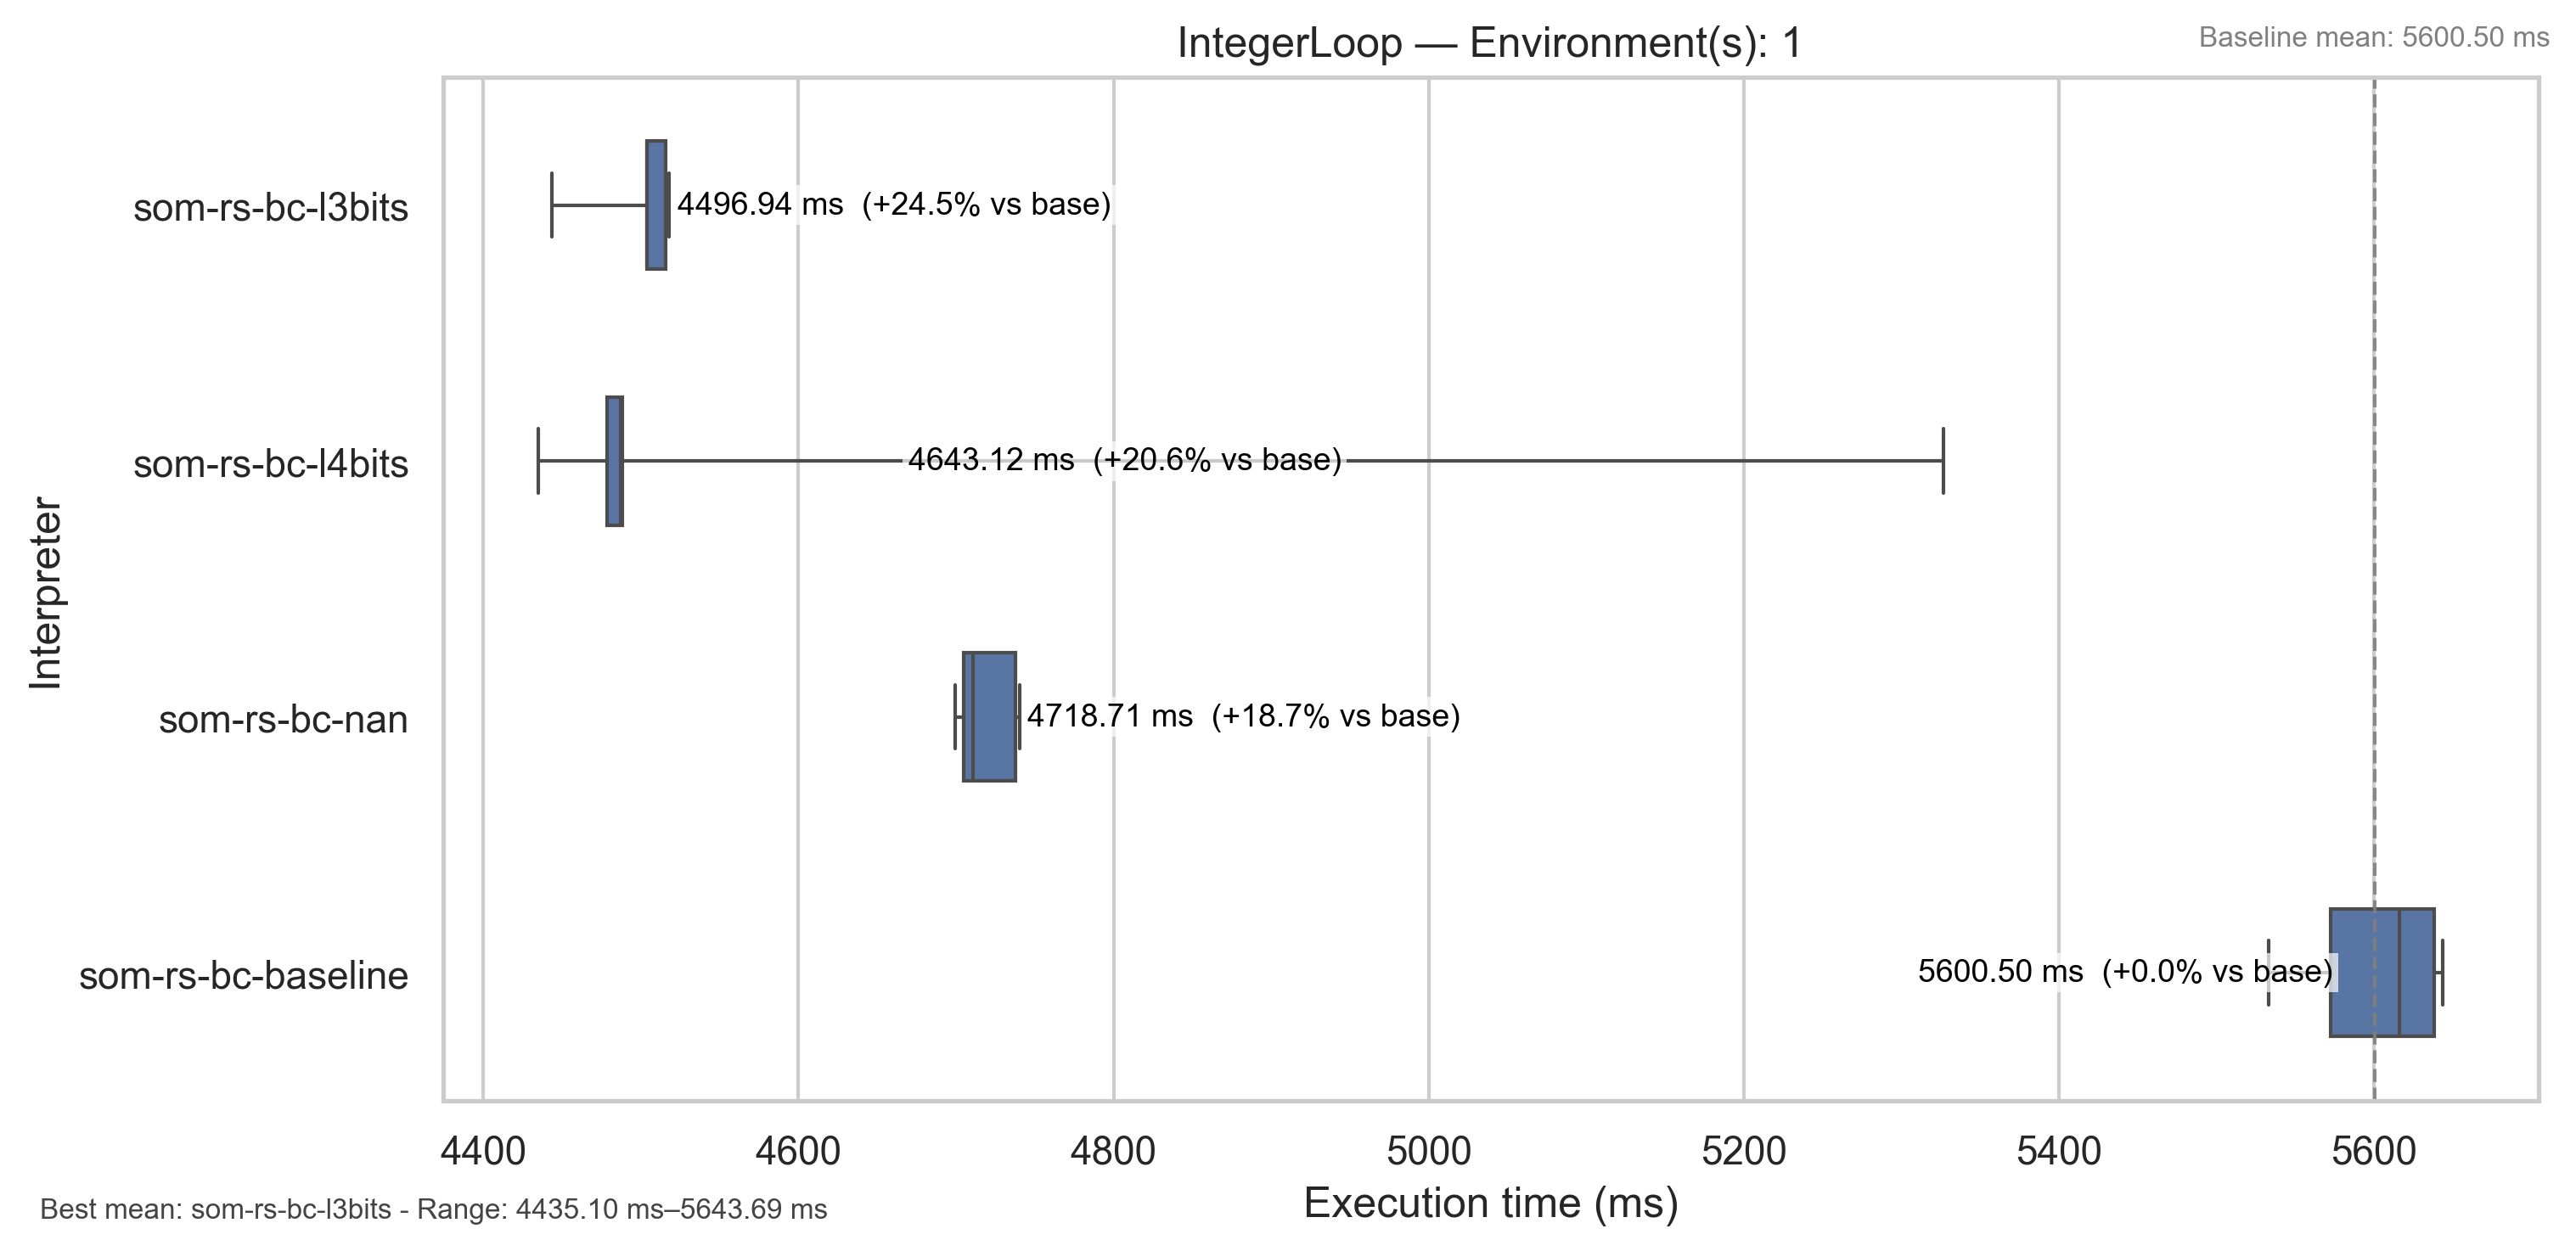 IntegerLoop — Environment(s): 1
Baseline mean: 5600.50 ms
som-rs-bc-l3bits
4496.94 ms  (+24.5% vs base)
som-rs-bc-l4bits
4643.12 ms  (+20.6% vs base)
Interpreter
som-rs-bc-nan
4718.71 ms  (+18.7% vs base)
som-rs-bc-baseline
5600.50 ms  (+0.0% vs base)
4400 4600 4800 5000 5200 5400 5600
Execution time (ms)
Best mean: som-rs-bc-l3bits - Range: 4435.10 ms–5643.69 ms